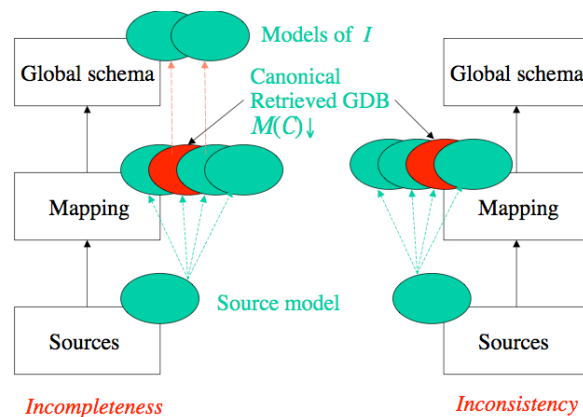 Models of I
Global schema
Global schema
Canonical
Retrieved GDB
M(C)↓
Mapping
Mapping
Source model
Sources
Sources
Incompleteness
Inconsistency